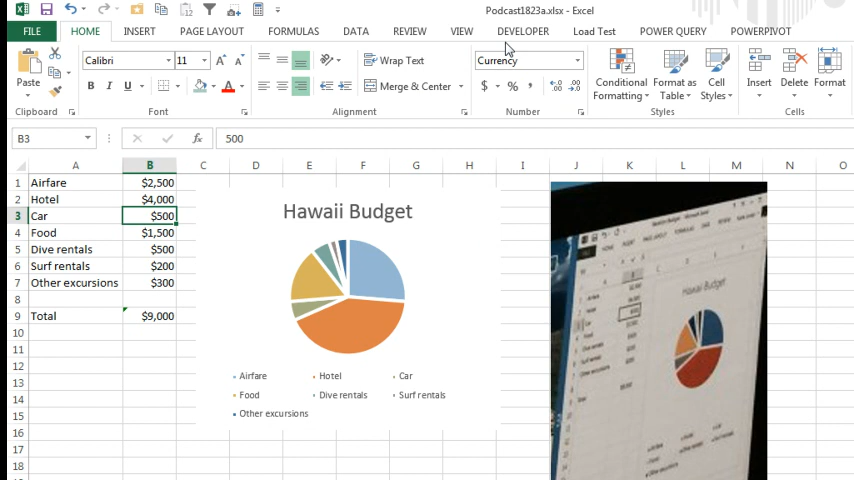 Podcast1823a.xlsx - Excel
FILE HOME INSERT PAGE LAYOUT FORMULAS DATA REVIEW VIEW DEVELOPER Load Test POWER QUERY POWERPIVOT
Calibri 11 Wrap Text Currency
Paste B I U Merge & Center $ % Conditional Formatting Format as Table Cell Styles Insert Delete Format
Clipboard Font Alignment Number Styles Cells
B3 fx 500
A B C D E F G H I J K L M N O
1 Airfare $2,500
2 Hotel $4,000
3 Car $500
4 Food $1,500
5 Dive rentals $500
6 Surf rentals $200
7 Other excursions $300
8
9 Total $9,000
10
11
12
13
14
15
16
17
18
Hawaii Budget
Airfare Hotel Car
Food Dive rentals Surf rentals
Other excursions
Hawaii Budget